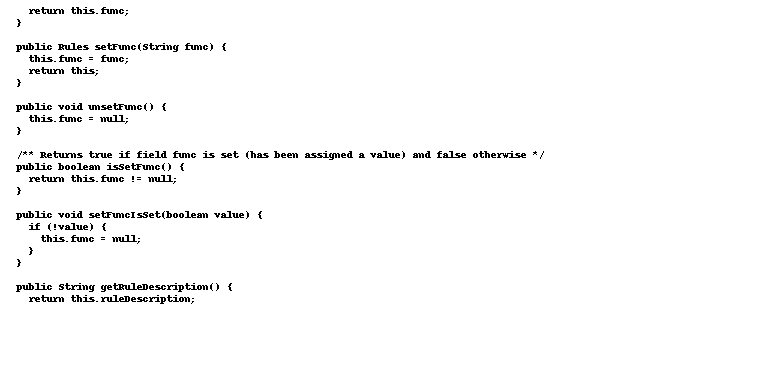 return this.func;
  }

  public Rules setFunc(String func) {
    this.func = func;
    return this;
  }

  public void unsetFunc() {
    this.func = null;
  }

  /** Returns true if field func is set (has been assigned a value) and false otherwise */
  public boolean isSetFunc() {
    return this.func != null;
  }

  public void setFuncIsSet(boolean value) {
    if (!value) {
      this.func = null;
    }
  }

  public String getRuleDescription() {
    return this.ruleDescription;